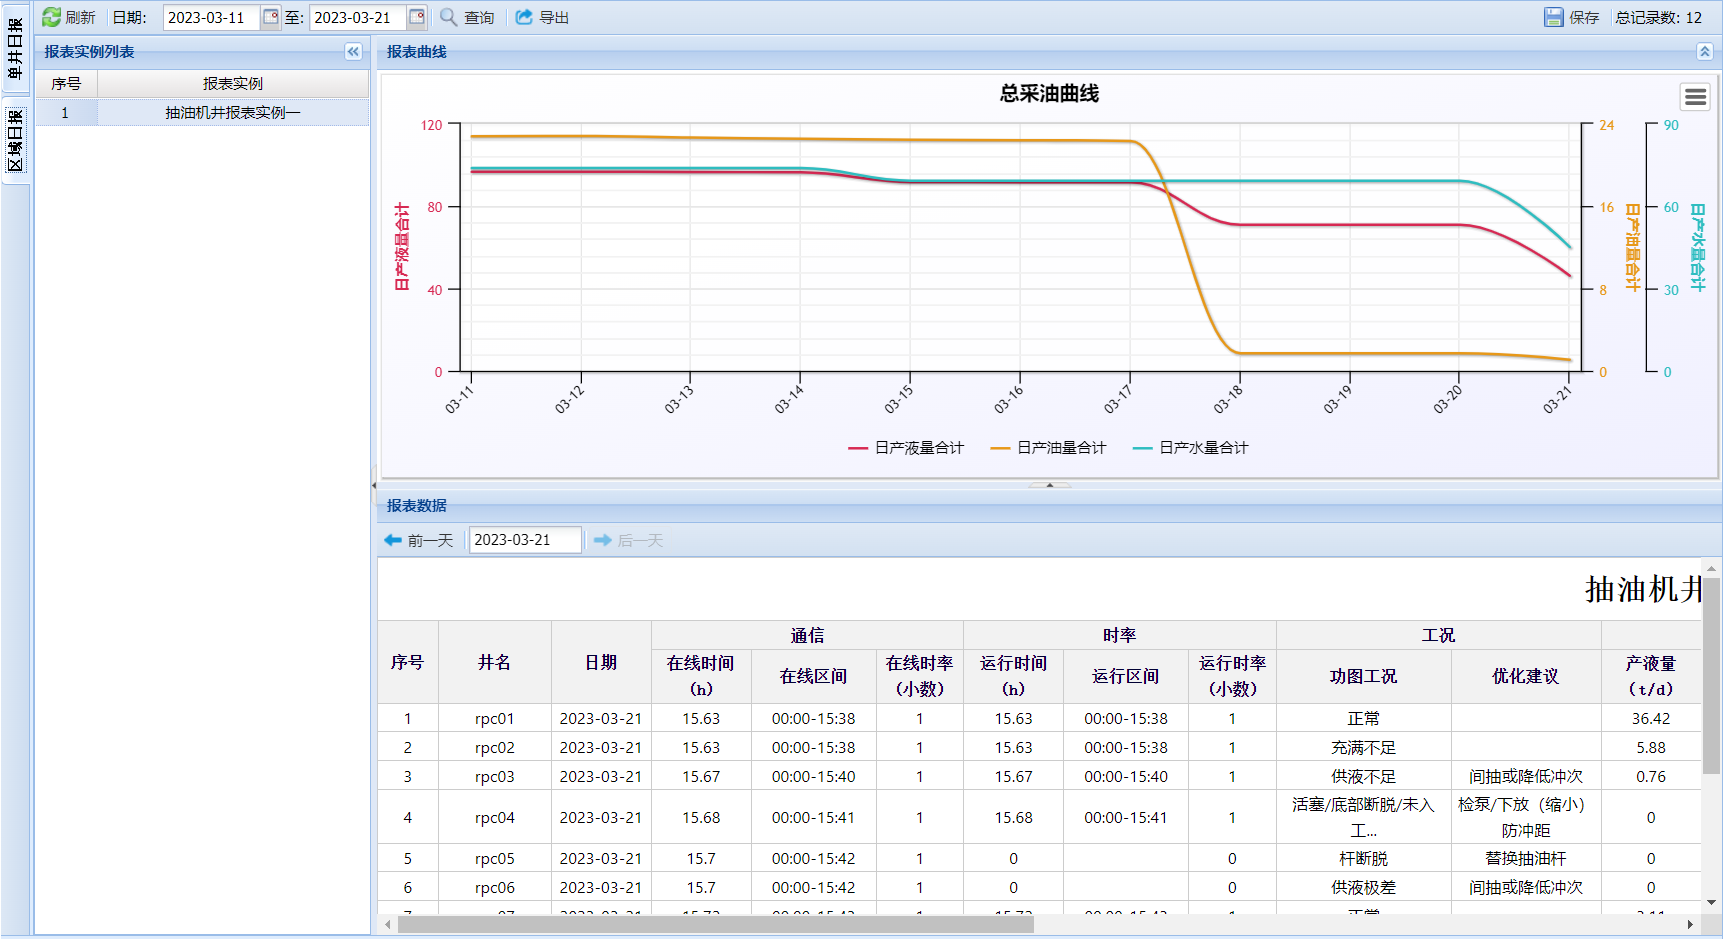 刷新 日期: 2023-03-11 至: 2023-03-21 查询 导出 保存 总记录数: 12
单井日报
区域日报
报表实例列表
序号 报表实例
1 抽油机井报表实例一
报表曲线
总采油曲线
日产液量合计
120
80
40
0
24
16
8
0
日产油量合计
90
60
30
0
日产水量合计
03-11 03-12 03-13 03-14 03-15 03-16 03-17 03-18 03-19 03-20 03-21
日产液量合计 日产油量合计 日产水量合计
报表数据
前一天 2023-03-21 后一天
抽油机井
序号 井名 日期 通信 时率 工况
在线时间(h) 在线区间 在线时率(小数) 运行时间(h) 运行区间 运行时率(小数) 功图工况 优化建议 产液量(t/d)
1 rpc01 2023-03-21 15.63 00:00-15:38 1 15.63 00:00-15:38 1 正常 36.42
2 rpc02 2023-03-21 15.63 00:00-15:38 1 15.63 00:00-15:38 1 充满不足 5.88
3 rpc03 2023-03-21 15.67 00:00-15:40 1 15.67 00:00-15:40 1 供液不足 间抽或降低冲次 0.76
4 rpc04 2023-03-21 15.68 00:00-15:41 1 15.68 00:00-15:41 1 活塞/底部断脱/未入工... 检泵/下放（缩小）防冲距 0
5 rpc05 2023-03-21 15.7 00:00-15:42 1 0 0 杆断脱 替换抽油杆 0
6 rpc06 2023-03-21 15.7 00:00-15:42 1 0 0 供液极差 间抽或降低冲次 0